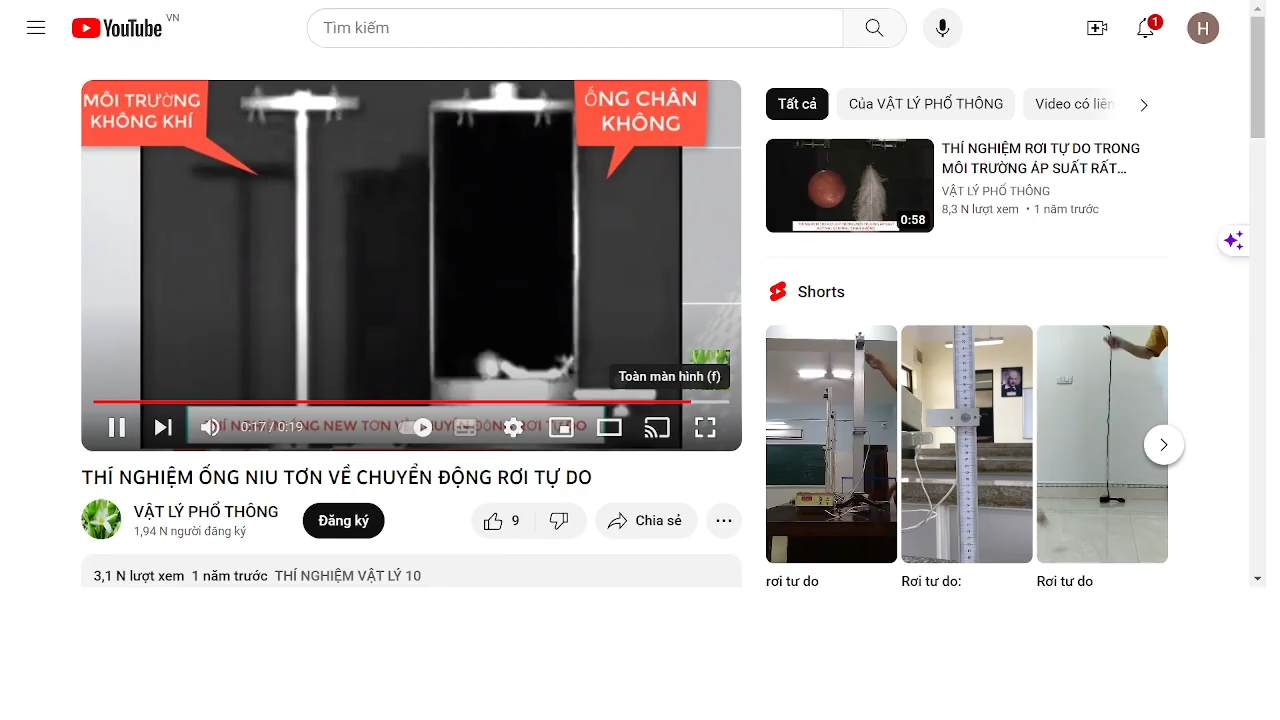 YouTube VN
Tìm kiếm
1
H
MÔI TRƯỜNG
KHÔNG KHÍ
ỐNG CHÂN
KHÔNG
Toàn màn hình (f)
0:17 / 0:19
THÍ NGHIỆM ỐNG NIU TƠN VỀ CHUYỂN ĐỘNG RƠI TỰ DO
VẬT LÝ PHỔ THÔNG
1,94 N người đăng ký
Đăng ký
9
Chia sẻ
3,1 N lượt xem 1 năm trước THÍ NGHIỆM VẬT LÝ 10
Tất cả
Của VẬT LÝ PHỔ THÔNG
Video có liên
THÍ NGHIỆM RƠI TỰ DO TRONG
MÔI TRƯỜNG ÁP SUẤT RẤT…
VẬT LÝ PHỔ THÔNG
8,3 N lượt xem • 1 năm trước
0:58
Shorts
rơi tư do
Rơi tư do:
Rơi tư do